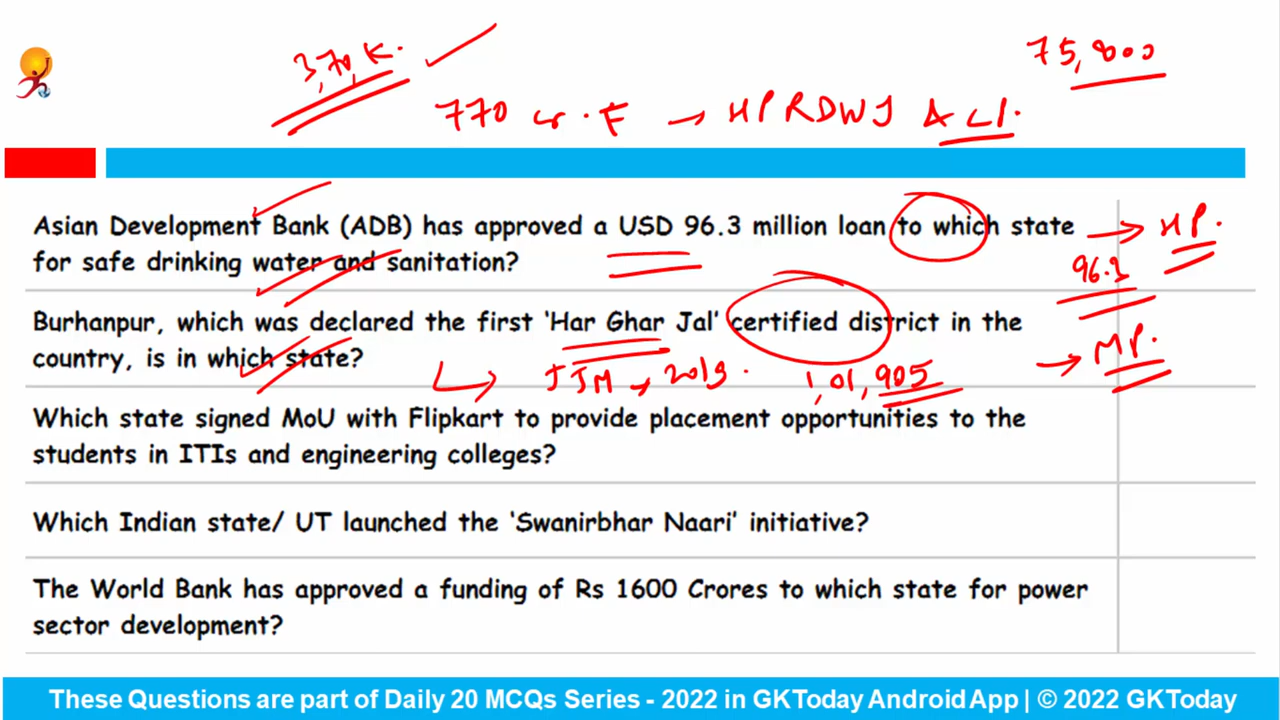 3,70,K.
75,800
770 cr. F → HPRDWS ACI.
Asian Development Bank (ADB) has approved a USD 96.3 million loan to which state → HP.
for safe drinking water and sanitation?
96.3
Burhanpur, which was declared the first 'Har Ghar Jal' certified district in the
country, is in which state? → MP.
JJM → 2019. 1,01,905
Which state signed MoU with Flipkart to provide placement opportunities to the
students in ITIs and engineering colleges?
Which Indian state/ UT launched the 'Swanirbhar Naari' initiative?
The World Bank has approved a funding of Rs 1600 Crores to which state for power
sector development?
These Questions are part of Daily 20 MCQs Series - 2022 in GKToday Android App | © 2022 GKToday